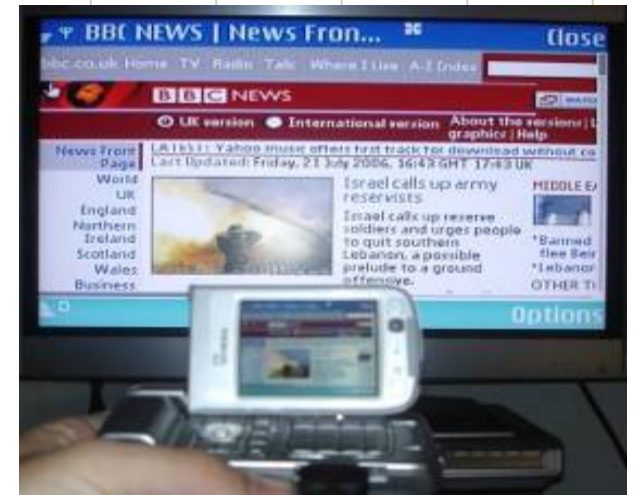 BBC NEWS | News Fron... Close
bbc.co.uk Home TV Radio Talk Where I Live A-Z Index
BBC NEWS
UK version International version About the versions
graphics | Help
News Front Page
LATEST: Yahoo music offers first track for download without
Last Updated: Friday, 21 July 2006, 16:43 GMT 17:43 UK
World
UK
England
Northern Ireland
Scotland
Wales
Business
Israel calls up army
reservists
Israel calls up reserve
soldiers and urges people
to quit southern
Lebanon, a possible
prelude to a ground
offensive.
MIDDLE EA
Banned
flee Beir
Lebanon
OTHER
Options